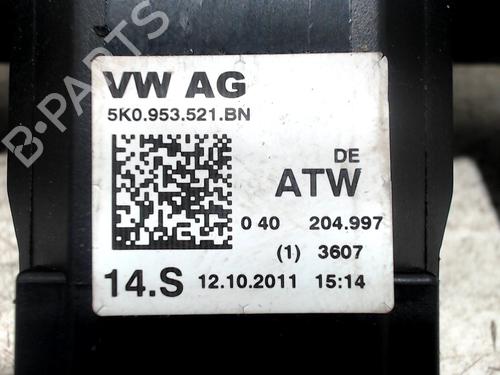 B-PARTS
VW AG
5K0.953.521.BN
DE
ATW
0 40 204.997
(1) 3607
14.S 12.10.2011 15:14